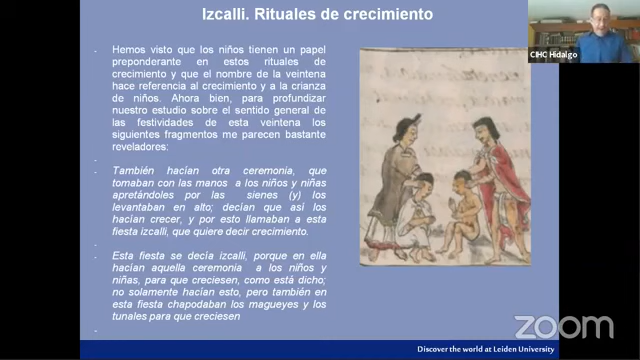 Izcalli. Rituales de crecimiento
- Hemos visto que los niños tienen un papel
preponderante en estos rituales de
crecimiento y que el nombre de la veintena
hace referencia al crecimiento y a la crianza
de niños. Ahora bien, para profundizar
nuestro estudio sobre el sentido general de
las festividades de esta veintena los
siguientes fragmentos me parecen bastante
reveladores:
-
- También hacían otra ceremonia, que
tomaban con las manos a los niños y niñas
apretándoles por las sienes (y) los
levantaban en alto; decían que así los
hacían crecer, y por esto llamaban a esta
fiesta izcalli, que quiere decir crecimiento.
-
- Esta fiesta se decía izcalli, porque en ella
hacían aquella ceremonia a los niños y
niñas, para que creciesen, como está dicho;
no solamente hacían esto, pero también en
esta fiesta chapodaban los magueyes y los
tunales para que creciesen
-
CIHC Hidalgo
zoom
Discover the world at Leiden University